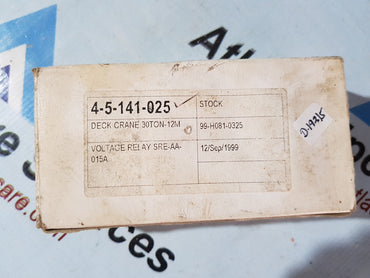 4-5-141-025
STOCK
DECK CRANE 30TON-12M
99-H081-0325
VOLTAGE RELAY SRE-AA-
015A
12/Sep/1999